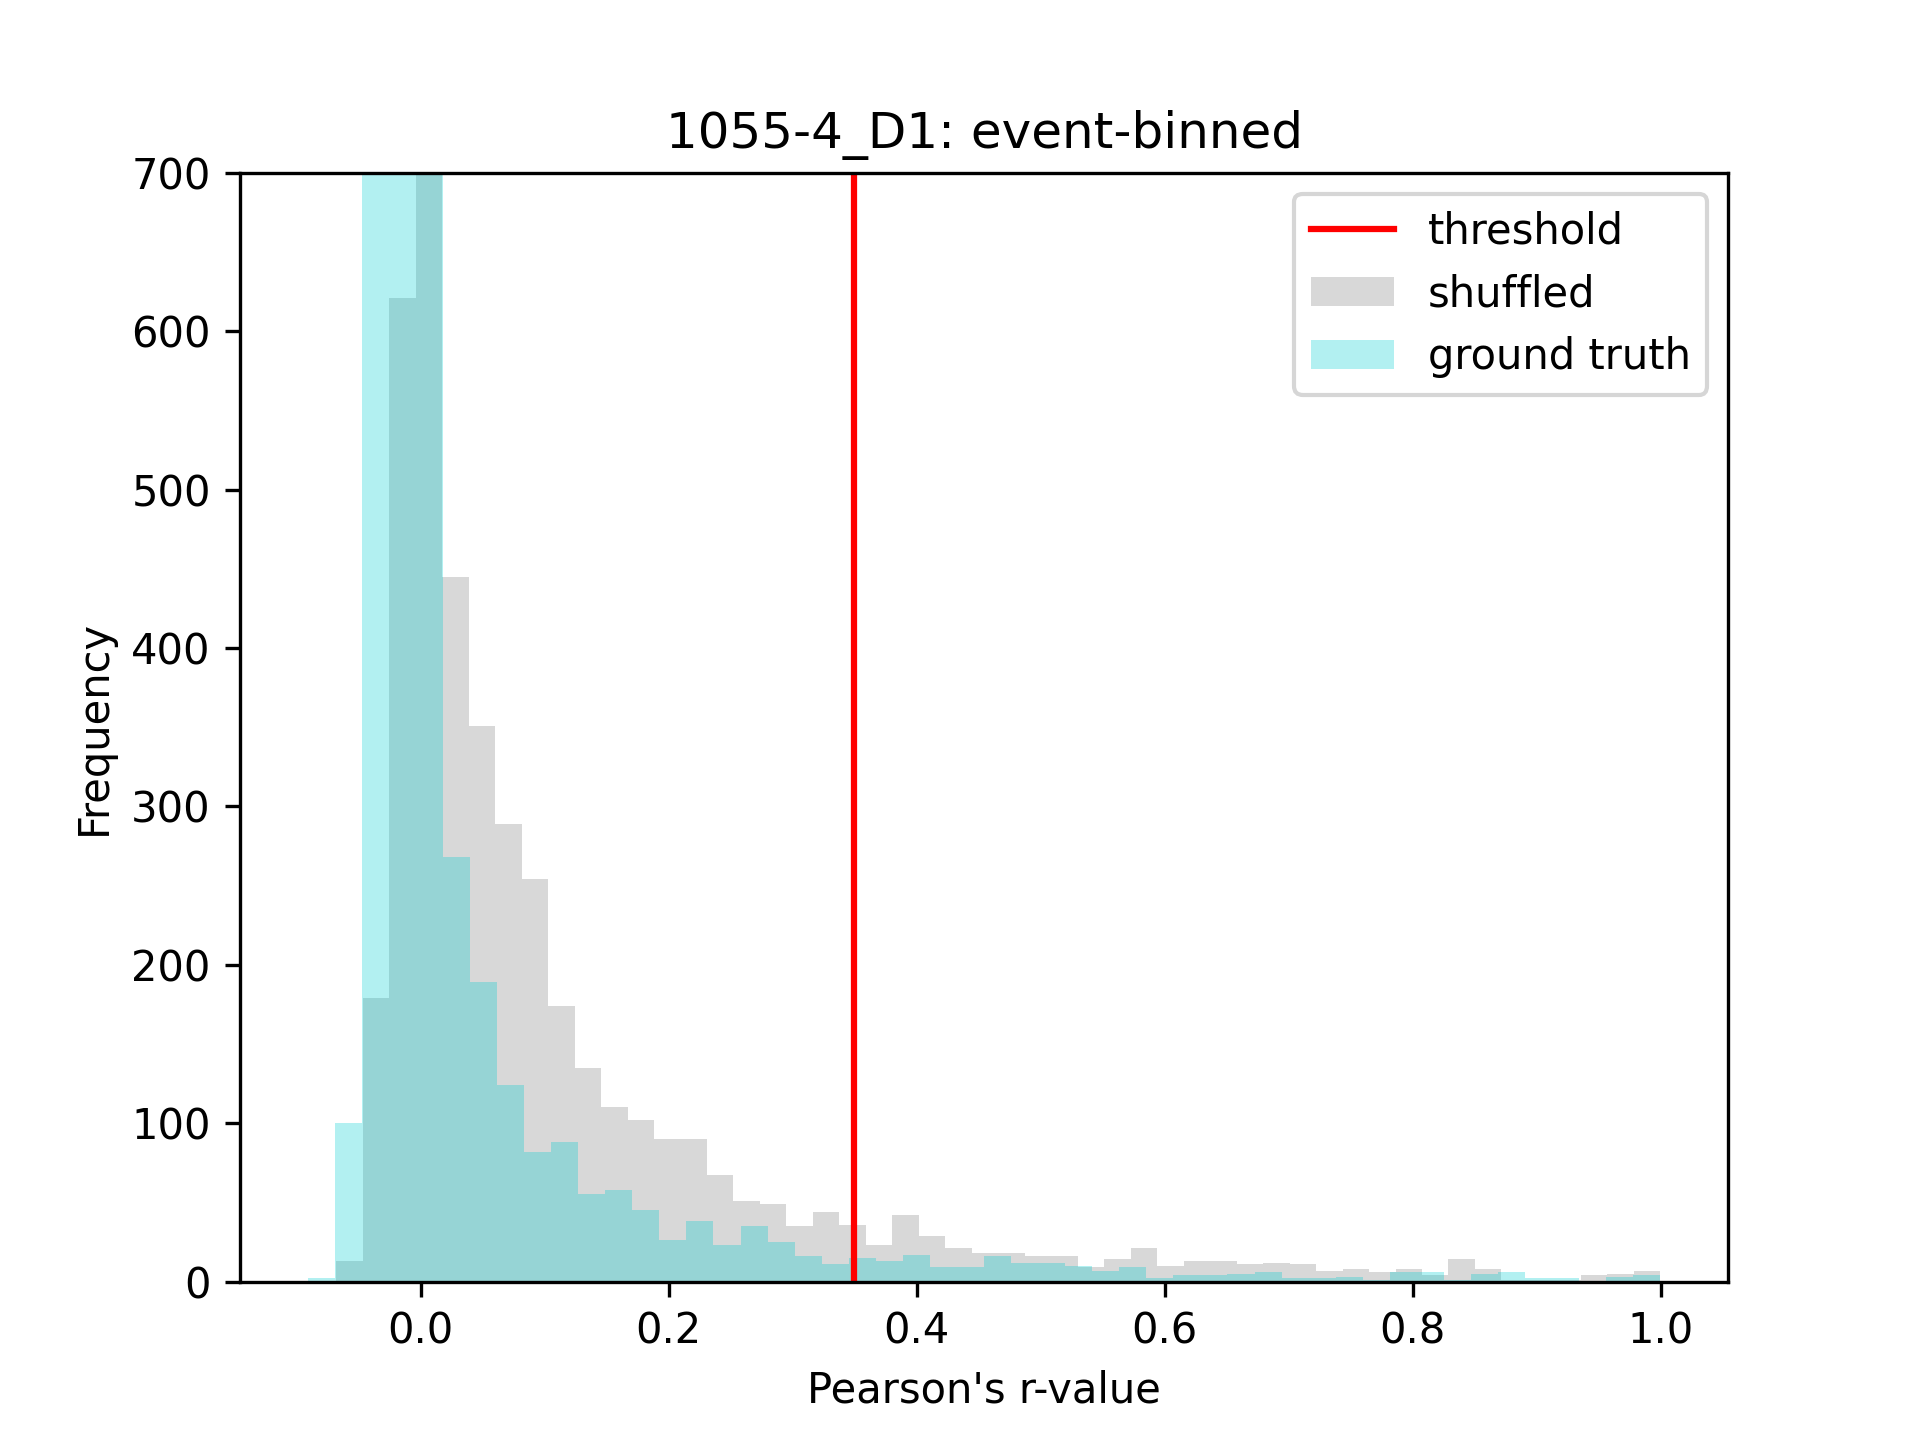 1055-4_D1: event-binned
700
600
500
400
300
200
100
0
Frequency
threshold
shuffled
ground truth
0.0 0.2 0.4 0.6 0.8 1.0
Pearson's r-value